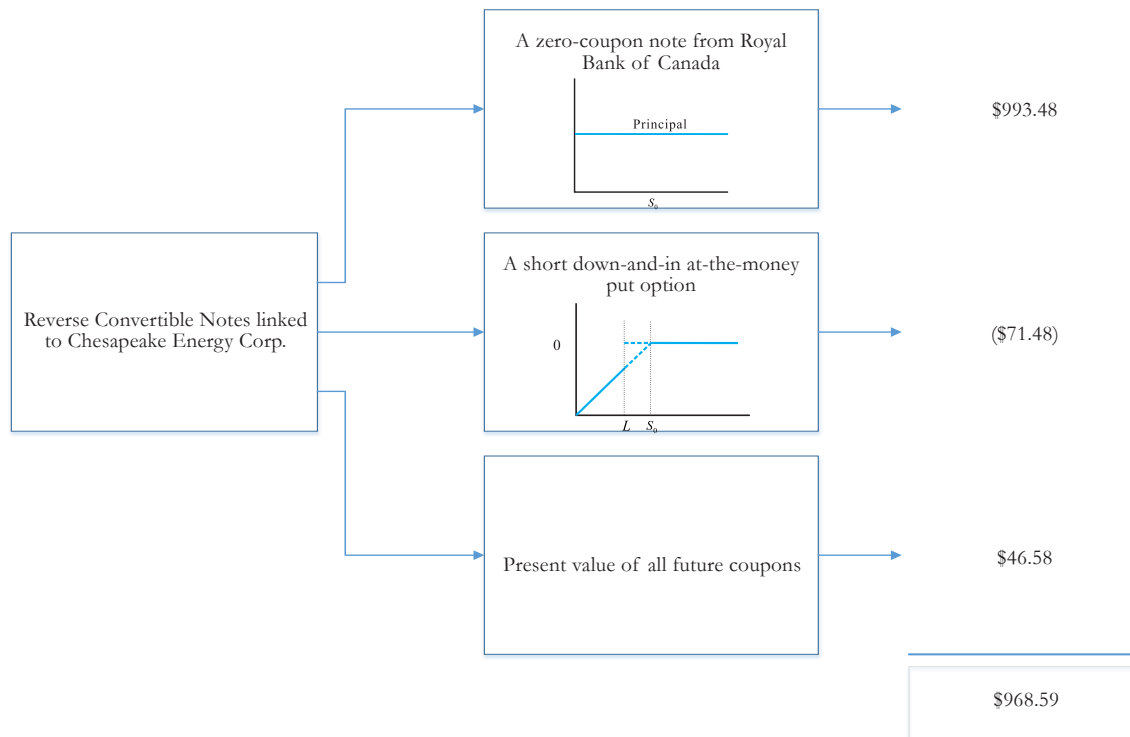 A zero-coupon note from Royal
Bank of Canada
Principal
S₀
$993.48
Reverse Convertible Notes linked
to Chesapeake Energy Corp.
A short down-and-in at-the-money
put option
0
L S₀
($71.48)
Present value of all future coupons
$46.58
$968.59